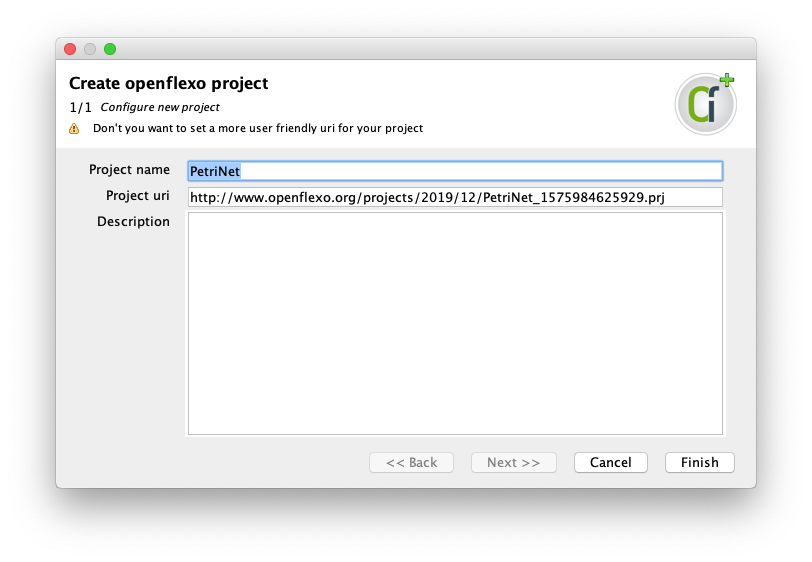 Create openflexo project
1/1 Configure new project
Don't you want to set a more user friendly uri for your project
Project name PetriNet
Project uri http://www.openflexo.org/projects/2019/12/PetriNet_1575984625929.prj
Description
<< Back Next >> Cancel Finish